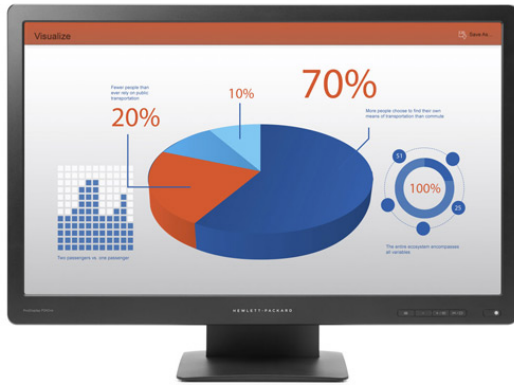 Visualize
Save As...
Fewer people than
ever rely on public
transportation
20%
10%
70%
More people choose to find their own
means of transportation than commute
51
100%
25
Two passengers vs. one passenger
The entire ecosystem encompasses
all variables
HEWLETT-PACKARD